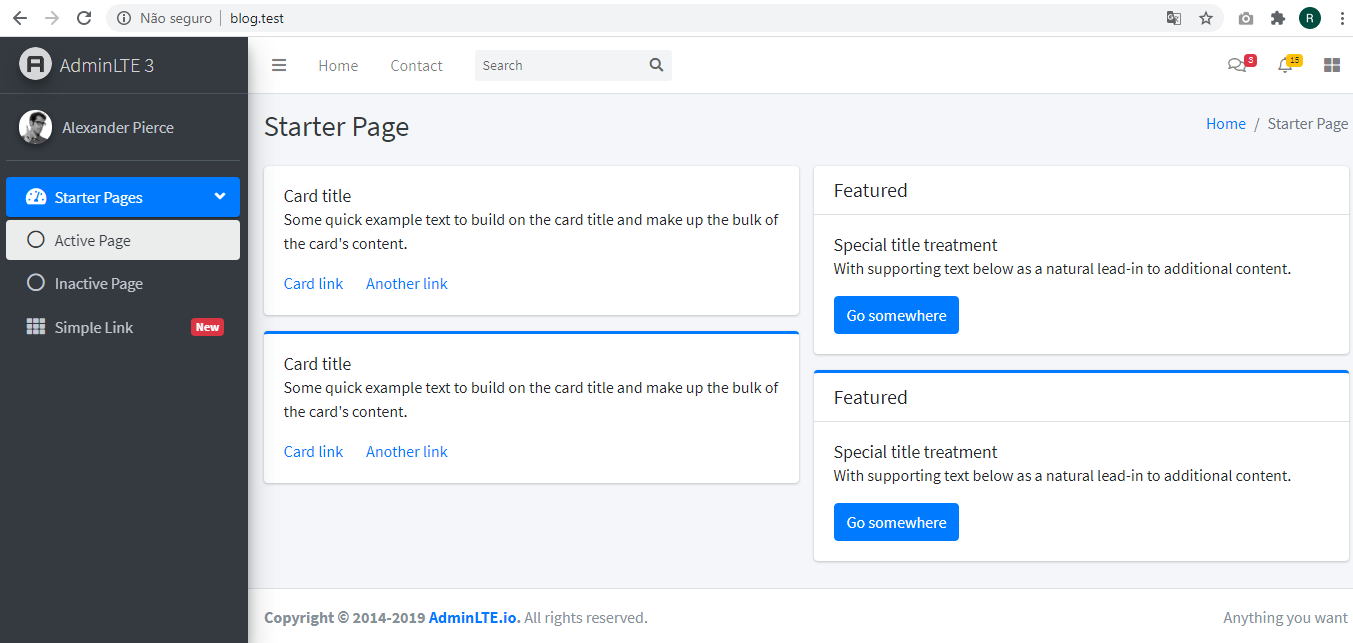 Não seguro
blog.test
R
AdminLTE 3
Home
Contact
Search
3
15
Alexander Pierce
Starter Pages
Active Page
Inactive Page
Simple Link
New
Starter Page
Home / Starter Page
Card title
Some quick example text to build on the card title and make up the bulk of
the card's content.
Card link
Another link
Card title
Some quick example text to build on the card title and make up the bulk of
the card's content.
Card link
Another link
Featured
Special title treatment
With supporting text below as a natural lead-in to additional content.
Go somewhere
Featured
Special title treatment
With supporting text below as a natural lead-in to additional content.
Go somewhere
Copyright © 2014-2019 AdminLTE.io. All rights reserved.
Anything you want